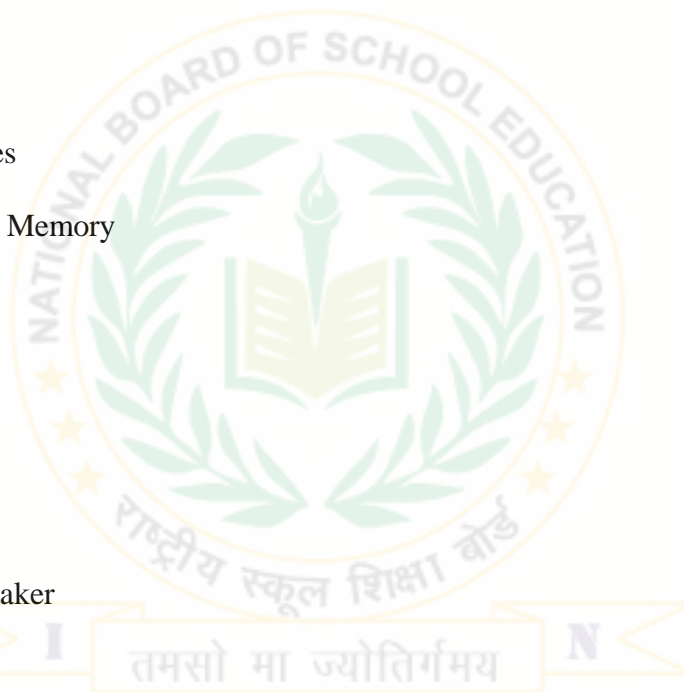 NATIONAL BOARD OF SCHOOL EDUCATION
es
Memory
राष्ट्रीय स्कूल शिक्षा बोर्ड
aker
I N
तमसो मा ज्योतिर्गमय